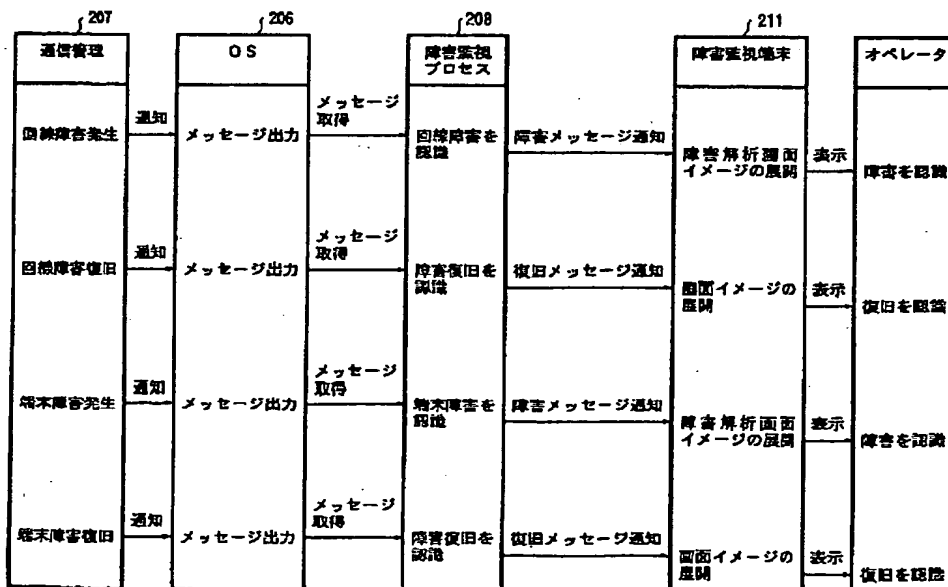 207
206
208
211
通信管理
OS
障害監視
プロセス
障害監視端末
オペレータ
回線障害発生
通知
メッセージ出力
メッセージ
取得
回線障害を
認識
障害メッセージ通知
障害解析画面
イメージの展開
表示
障害を認識
回線障害復旧
通知
メッセージ出力
メッセージ
取得
障害復旧を
認識
復旧メッセージ通知
画面イメージの
展開
表示
復旧を認識
端末障害発生
通知
メッセージ出力
メッセージ
取得
端末障害を
認識
障害メッセージ通知
障害解析画面
イメージの展開
表示
障害を認識
端末障害復旧
通知
メッセージ出力
メッセージ
取得
障害復旧を
認識
復旧メッセージ通知
画面イメージの
展開
表示
復旧を認識